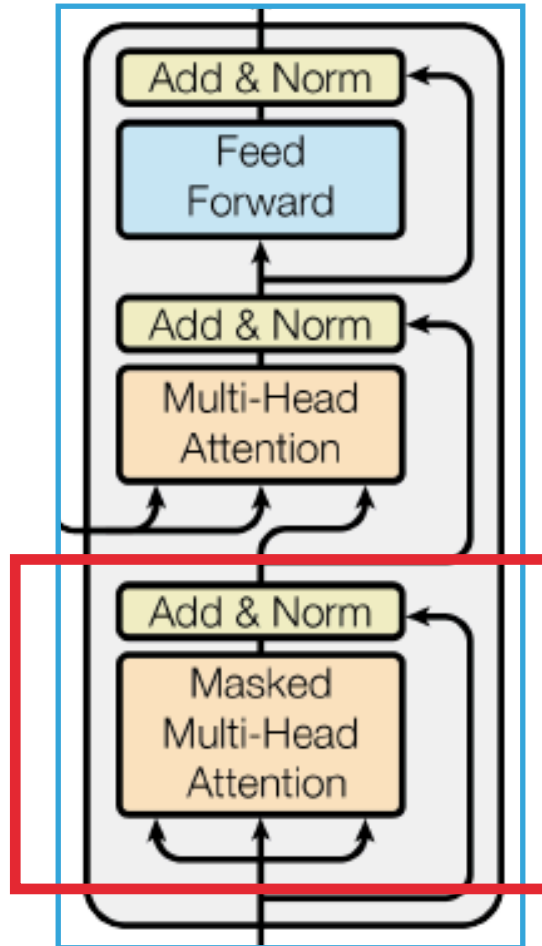 Add & Norm
Feed
Forward
Add & Norm
Multi-Head
Attention
Add & Norm
Masked
Multi-Head
Attention